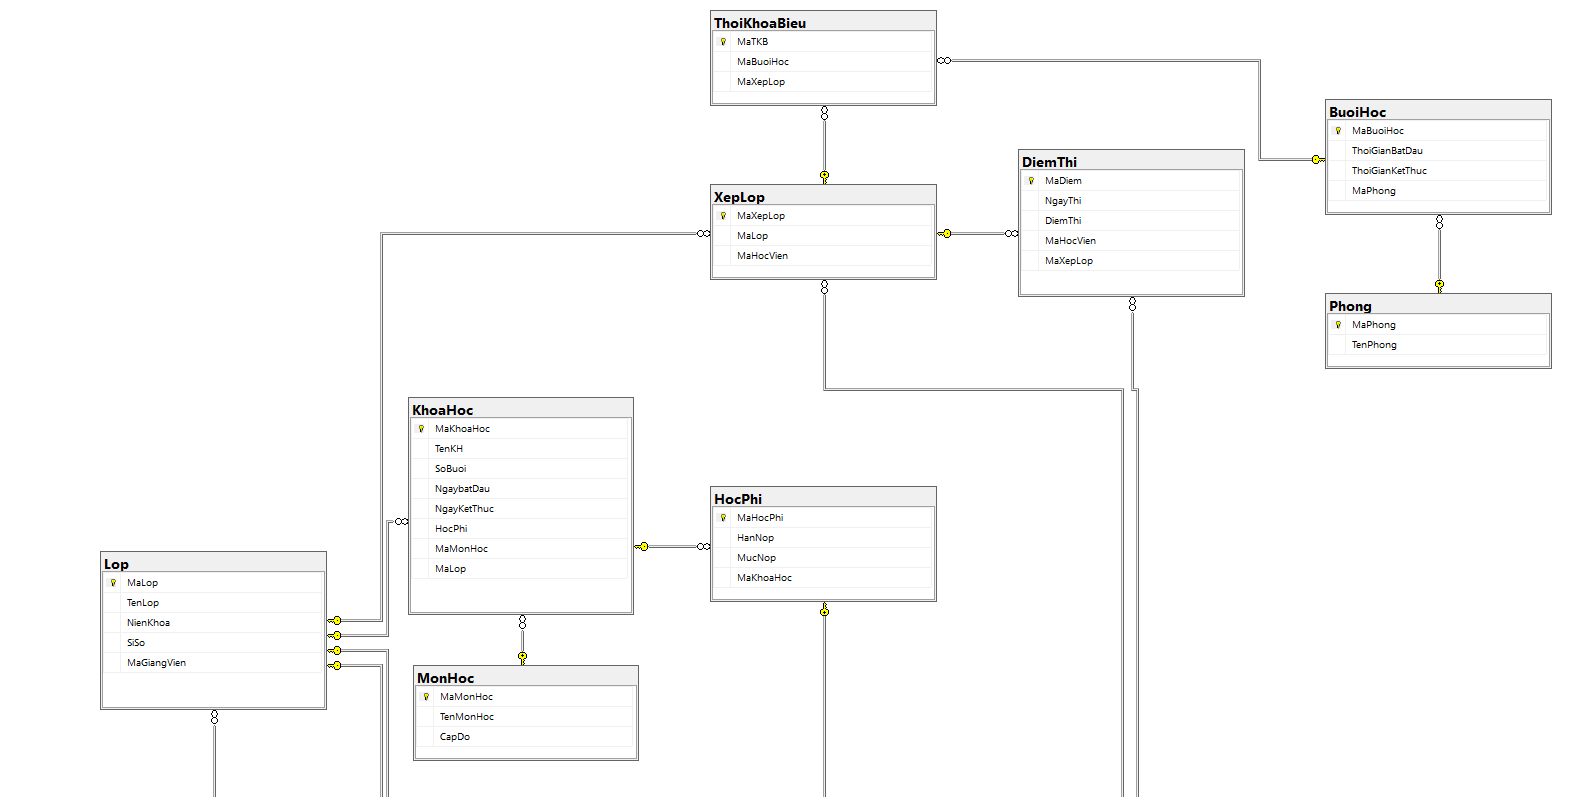 ThoiKhoaBieu
MaTKB
MaBuoiHoc
MaXepLop
BuoiHoc
MaBuoiHoc
ThoiGianBatDau
ThoiGianKetThuc
MaPhong
DiemThi
MaDiem
NgayThi
DiemThi
MaHocVien
MaXepLop
XepLop
MaXepLop
MaLop
MaHocVien
Phong
MaPhong
TenPhong
KhoaHoc
MaKhoaHoc
TenKH
SoBuoi
NgaybatDau
NgayKetThuc
HocPhi
MaMonHoc
MaLop
HocPhi
MaHocPhi
HanNop
MucNop
MaKhoaHoc
Lop
MaLop
TenLop
NienKhoa
SiSo
MaGiangVien
MonHoc
MaMonHoc
TenMonHoc
CapDo